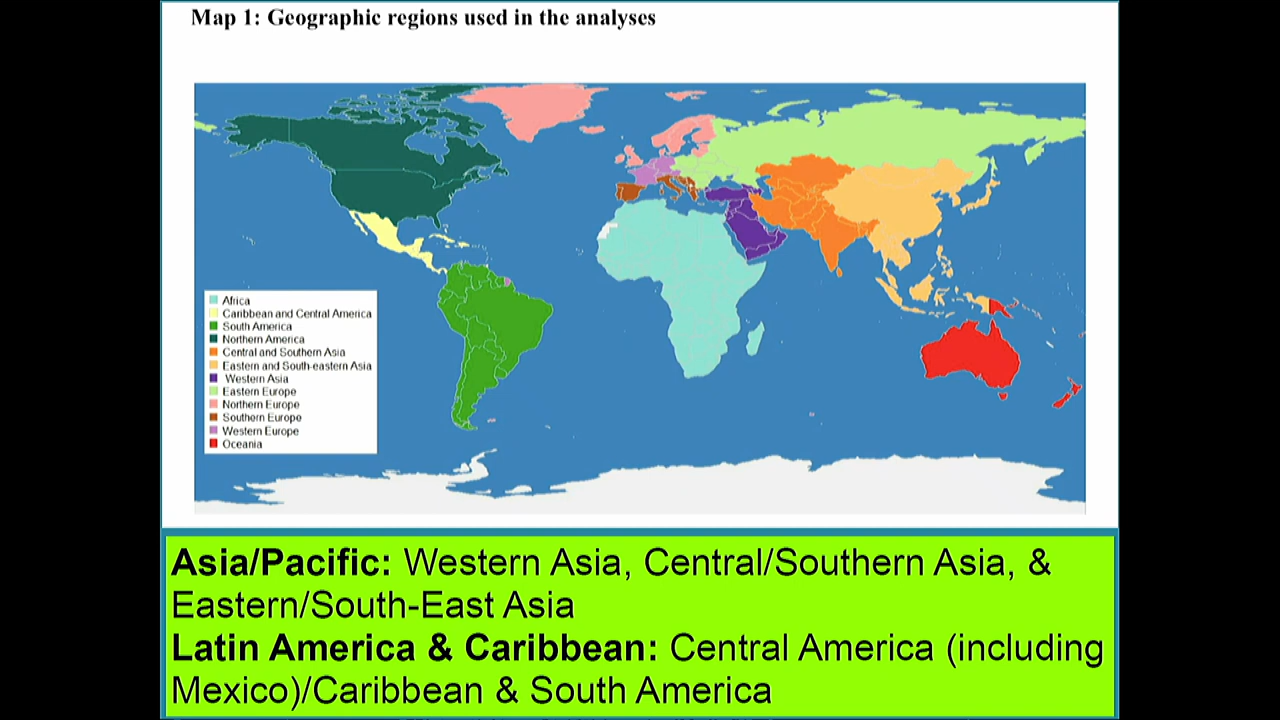 Map 1: Geographic regions used in the analyses
Africa
Caribbean and Central America
South America
Northern America
Central and Southern Asia
Eastern and South-eastern Asia
Western Asia
Eastern Europe
Northern Europe
Southern Europe
Western Europe
Oceania
Asia/Pacific: Western Asia, Central/Southern Asia, &
Eastern/South-East Asia
Latin America & Caribbean: Central America (including
Mexico)/Caribbean & South America